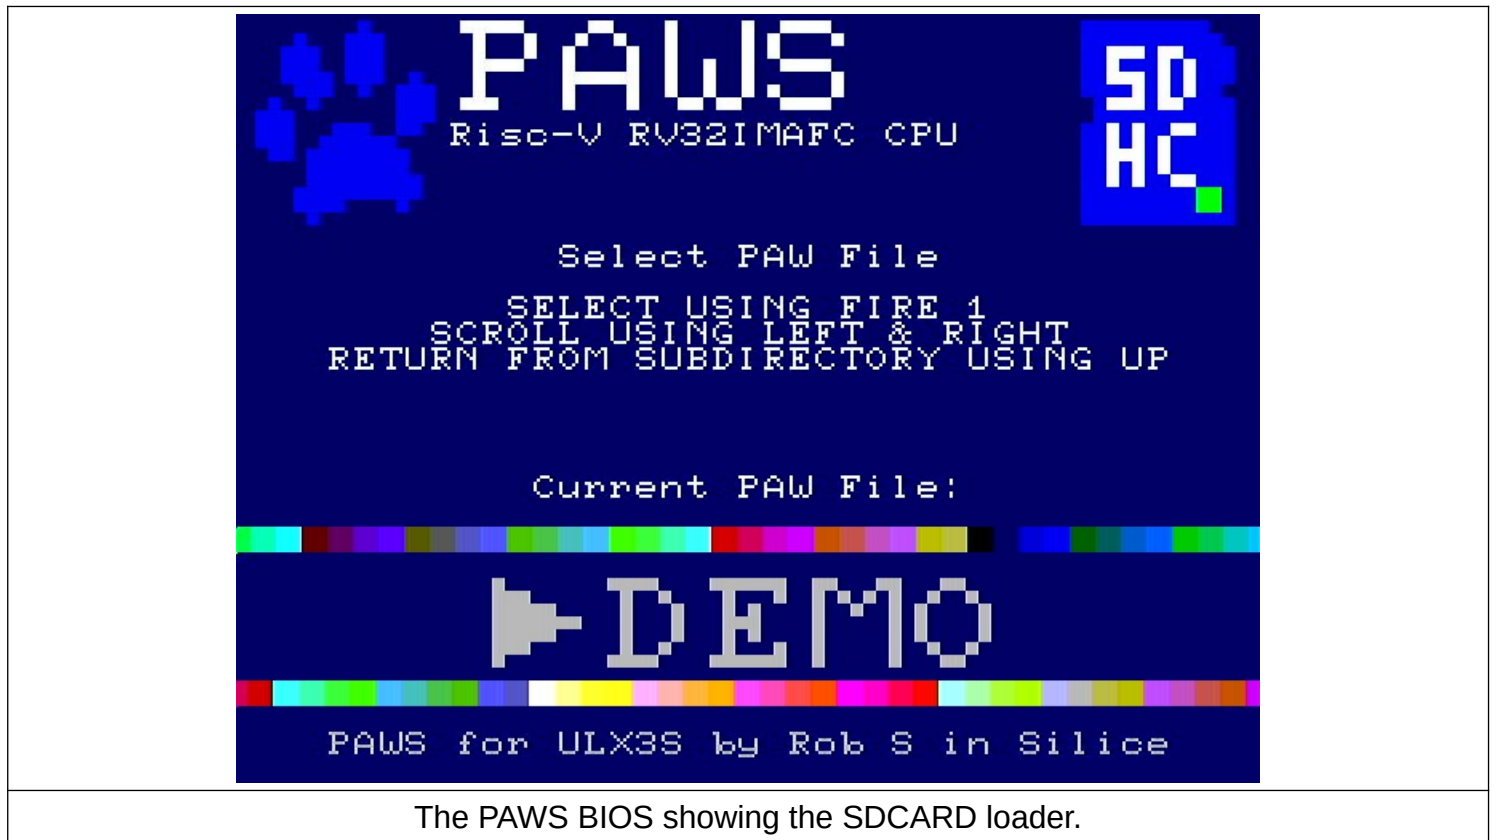 PAWS
Risc-V RV32IMAFC CPU
SD
HC
Select PAW File
SELECT USING FIRE 1
SCROLL USING LEFT & RIGHT
RETURN FROM SUBDIRECTORY USING UP
Current PAW File:
DEMO
PAWS for ULX3S by Rob S in Silice
The PAWS BIOS showing the SDCARD loader.